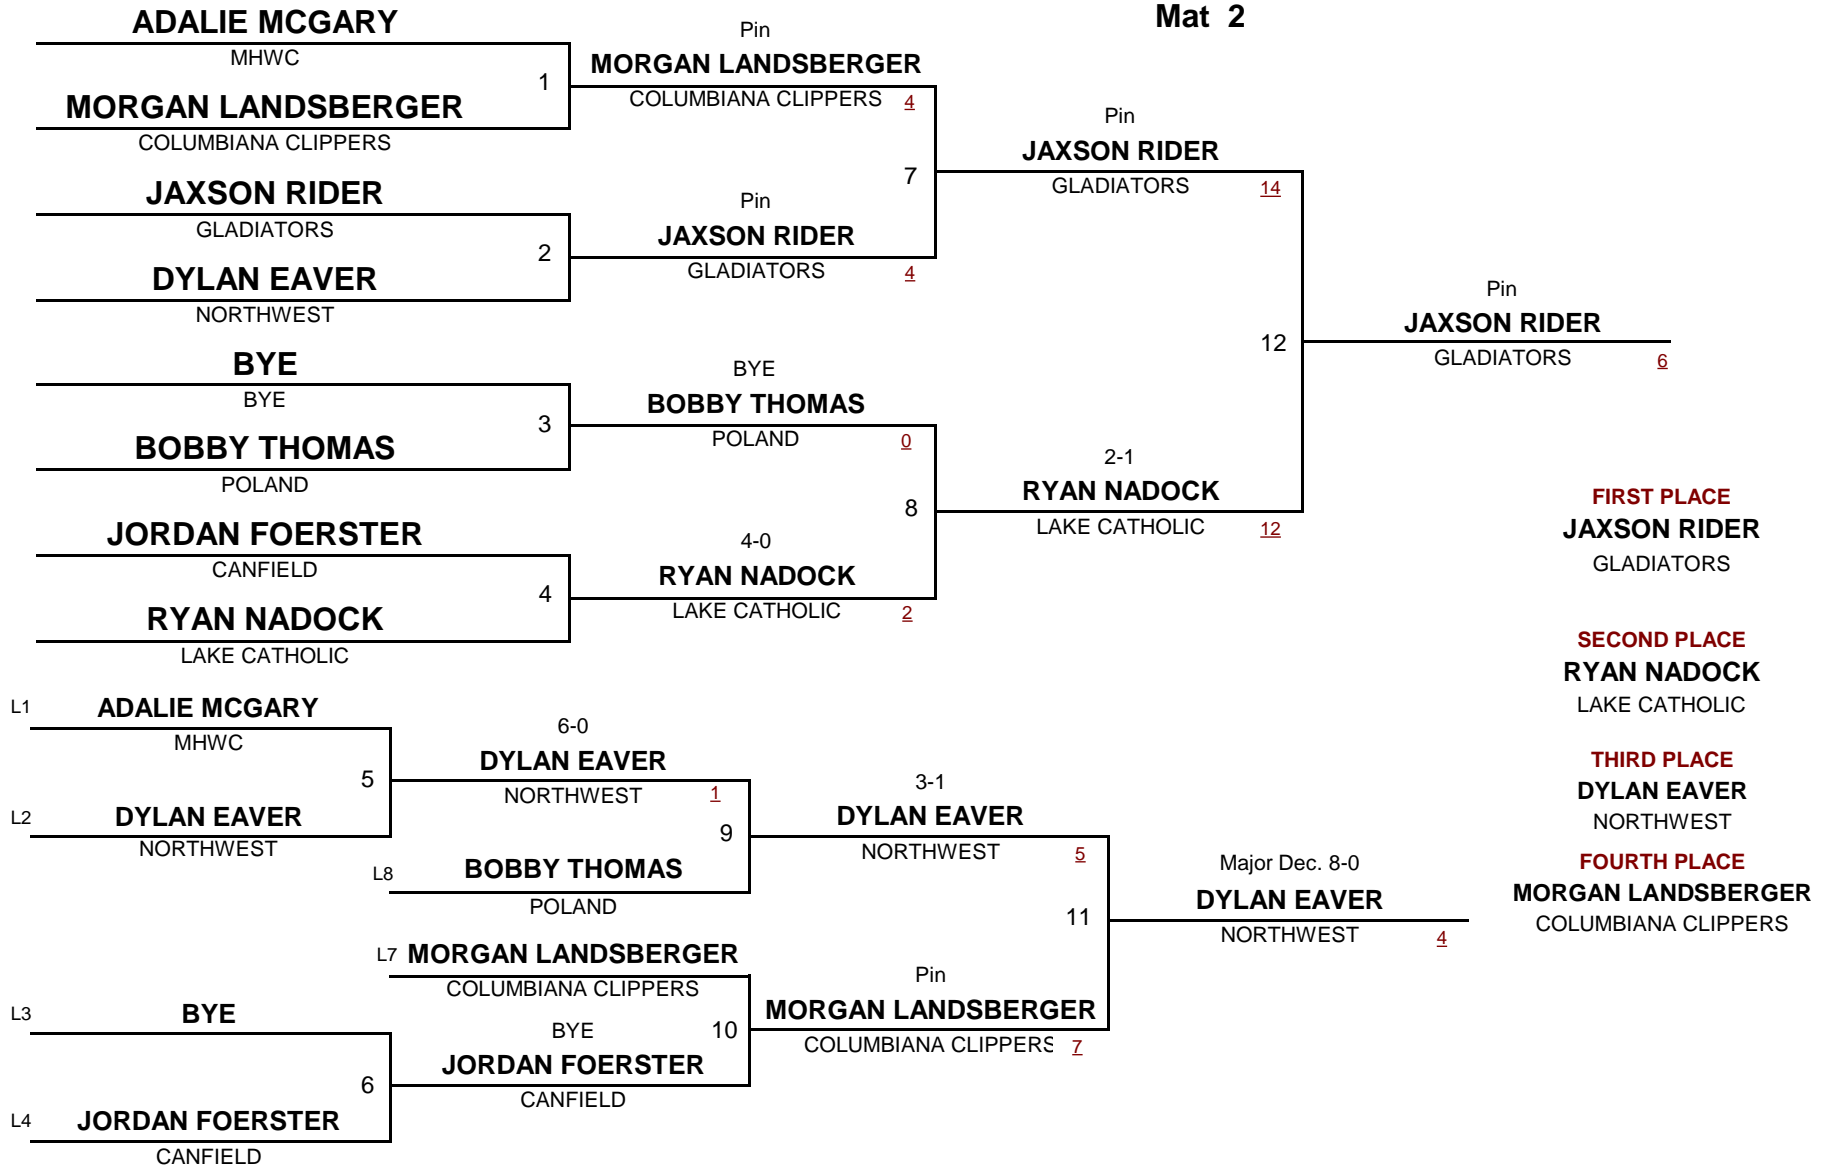 Mat 2
ADALIE MCGARY
MHWC
1
MORGAN LANDSBERGER
COLUMBIANA CLIPPERS
JAXSON RIDER
GLADIATORS
2
DYLAN EAVER
NORTHWEST
BYE
BYE
3
BOBBY THOMAS
POLAND
JORDAN FOERSTER
CANFIELD
4
RYAN NADOCK
LAKE CATHOLIC
Pin
MORGAN LANDSBERGER
COLUMBIANA CLIPPERS 4
7
Pin
JAXSON RIDER
GLADIATORS 4
BYE
BOBBY THOMAS
POLAND 0
8
4-0
RYAN NADOCK
LAKE CATHOLIC 2
Pin
JAXSON RIDER
GLADIATORS 14
12
2-1
RYAN NADOCK
LAKE CATHOLIC 12
Pin
JAXSON RIDER
GLADIATORS 6
FIRST PLACE
JAXSON RIDER
GLADIATORS
SECOND PLACE
RYAN NADOCK
LAKE CATHOLIC
THIRD PLACE
DYLAN EAVER
NORTHWEST
FOURTH PLACE
MORGAN LANDSBERGER
COLUMBIANA CLIPPERS
L1 ADALIE MCGARY
MHWC
5
L2 DYLAN EAVER
NORTHWEST
L3 BYE
6
L4 JORDAN FOERSTER
CANFIELD
6-0
DYLAN EAVER
NORTHWEST 1
9
L8 BOBBY THOMAS
POLAND
L7 MORGAN LANDSBERGER
COLUMBIANA CLIPPERS
10
BYE
JORDAN FOERSTER
CANFIELD
3-1
DYLAN EAVER
NORTHWEST 5
11
Pin
MORGAN LANDSBERGER
COLUMBIANA CLIPPERS 7
Major Dec. 8-0
DYLAN EAVER
NORTHWEST 4